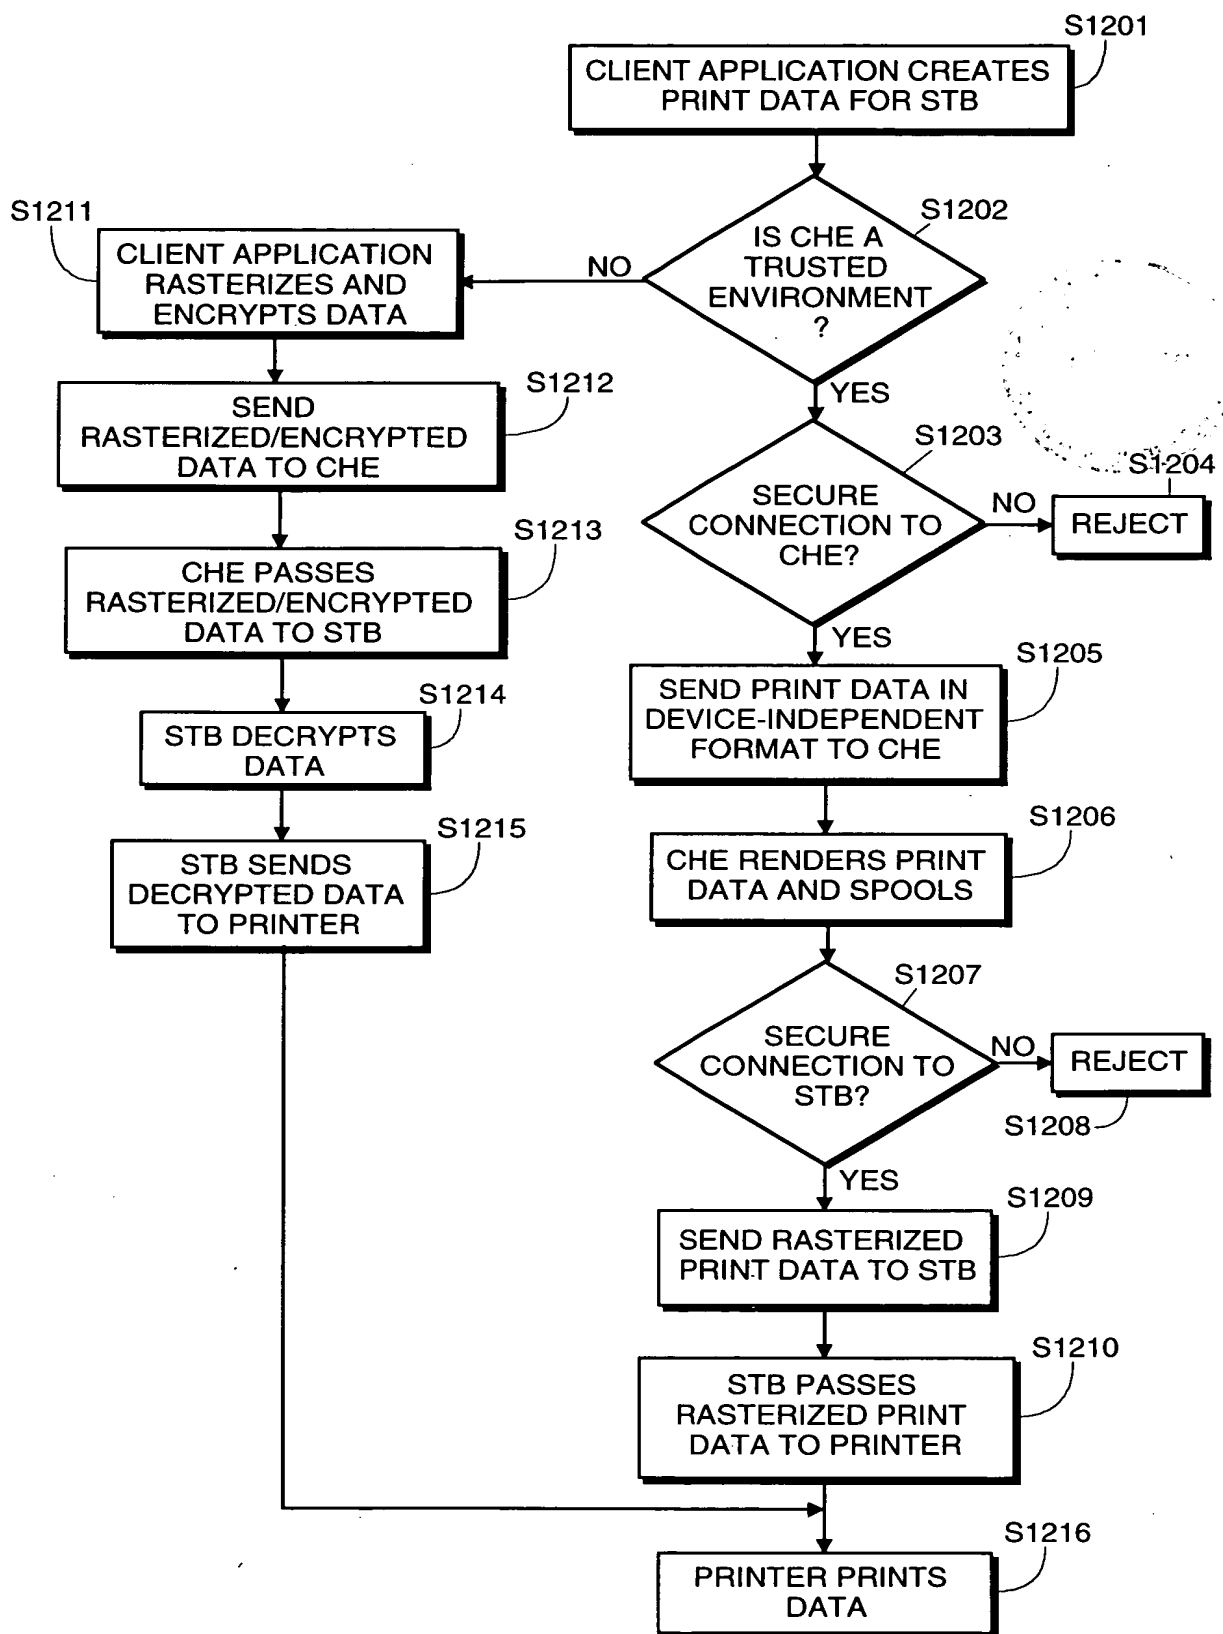 S1201
CLIENT APPLICATION CREATES
PRINT DATA FOR STB
S1202
IS CHE A
TRUSTED
ENVIRONMENT
?
NO
YES
S1211
CLIENT APPLICATION
RASTERIZES AND
ENCRYPTS DATA
S1212
SEND
RASTERIZED/ENCRYPTED
DATA TO CHE
S1213
CHE PASSES
RASTERIZED/ENCRYPTED
DATA TO STB
S1214
STB DECRYPTS
DATA
S1215
STB SENDS
DECRYPTED DATA
TO PRINTER
S1203
SECURE
CONNECTION TO
CHE?
NO
S1204
REJECT
YES
S1205
SEND PRINT DATA IN
DEVICE-INDEPENDENT
FORMAT TO CHE
S1206
CHE RENDERS PRINT
DATA AND SPOOLS
S1207
SECURE
CONNECTION TO
STB?
NO
REJECT
S1208
YES
S1209
SEND RASTERIZED
PRINT DATA TO STB
S1210
STB PASSES
RASTERIZED PRINT
DATA TO PRINTER
S1216
PRINTER PRINTS
DATA